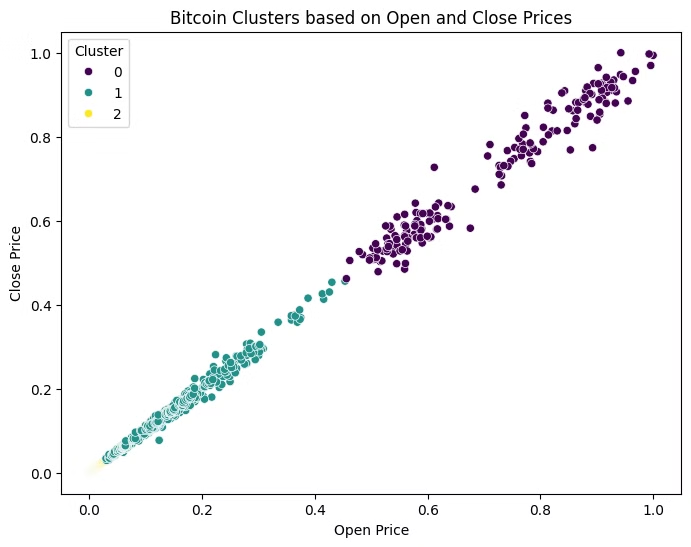 Bitcoin Clusters based on Open and Close Prices
Cluster
0
1
2
1.0
0.8
0.6
0.4
0.2
0.0
Close Price
0.0 0.2 0.4 0.6 0.8 1.0
Open Price